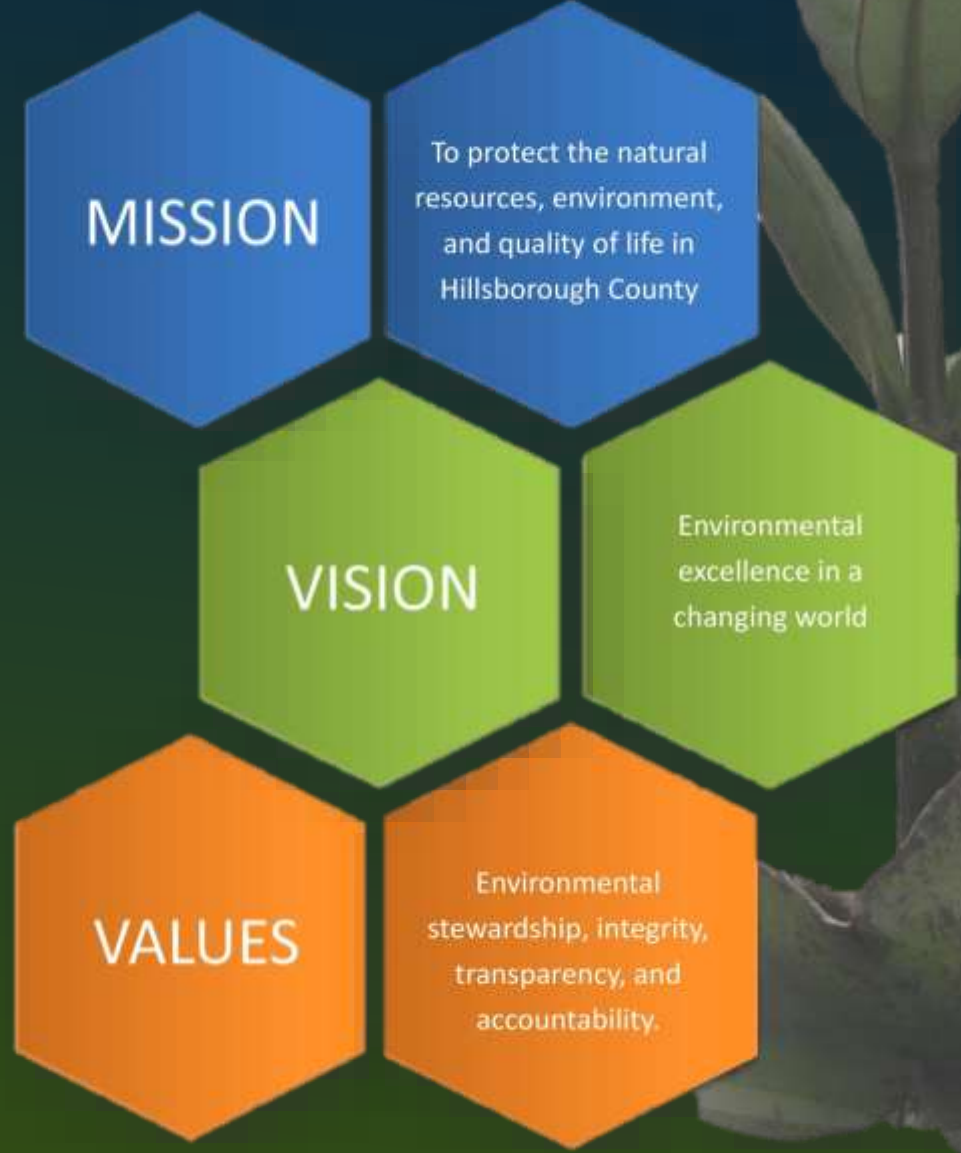 MISSION
To protect the natural
resources, environment,
and quality of life in
Hillsborough County
VISION
Environmental
excellence in a
changing world
VALUES
Environmental
stewardship, integrity,
transparency, and
accountability.